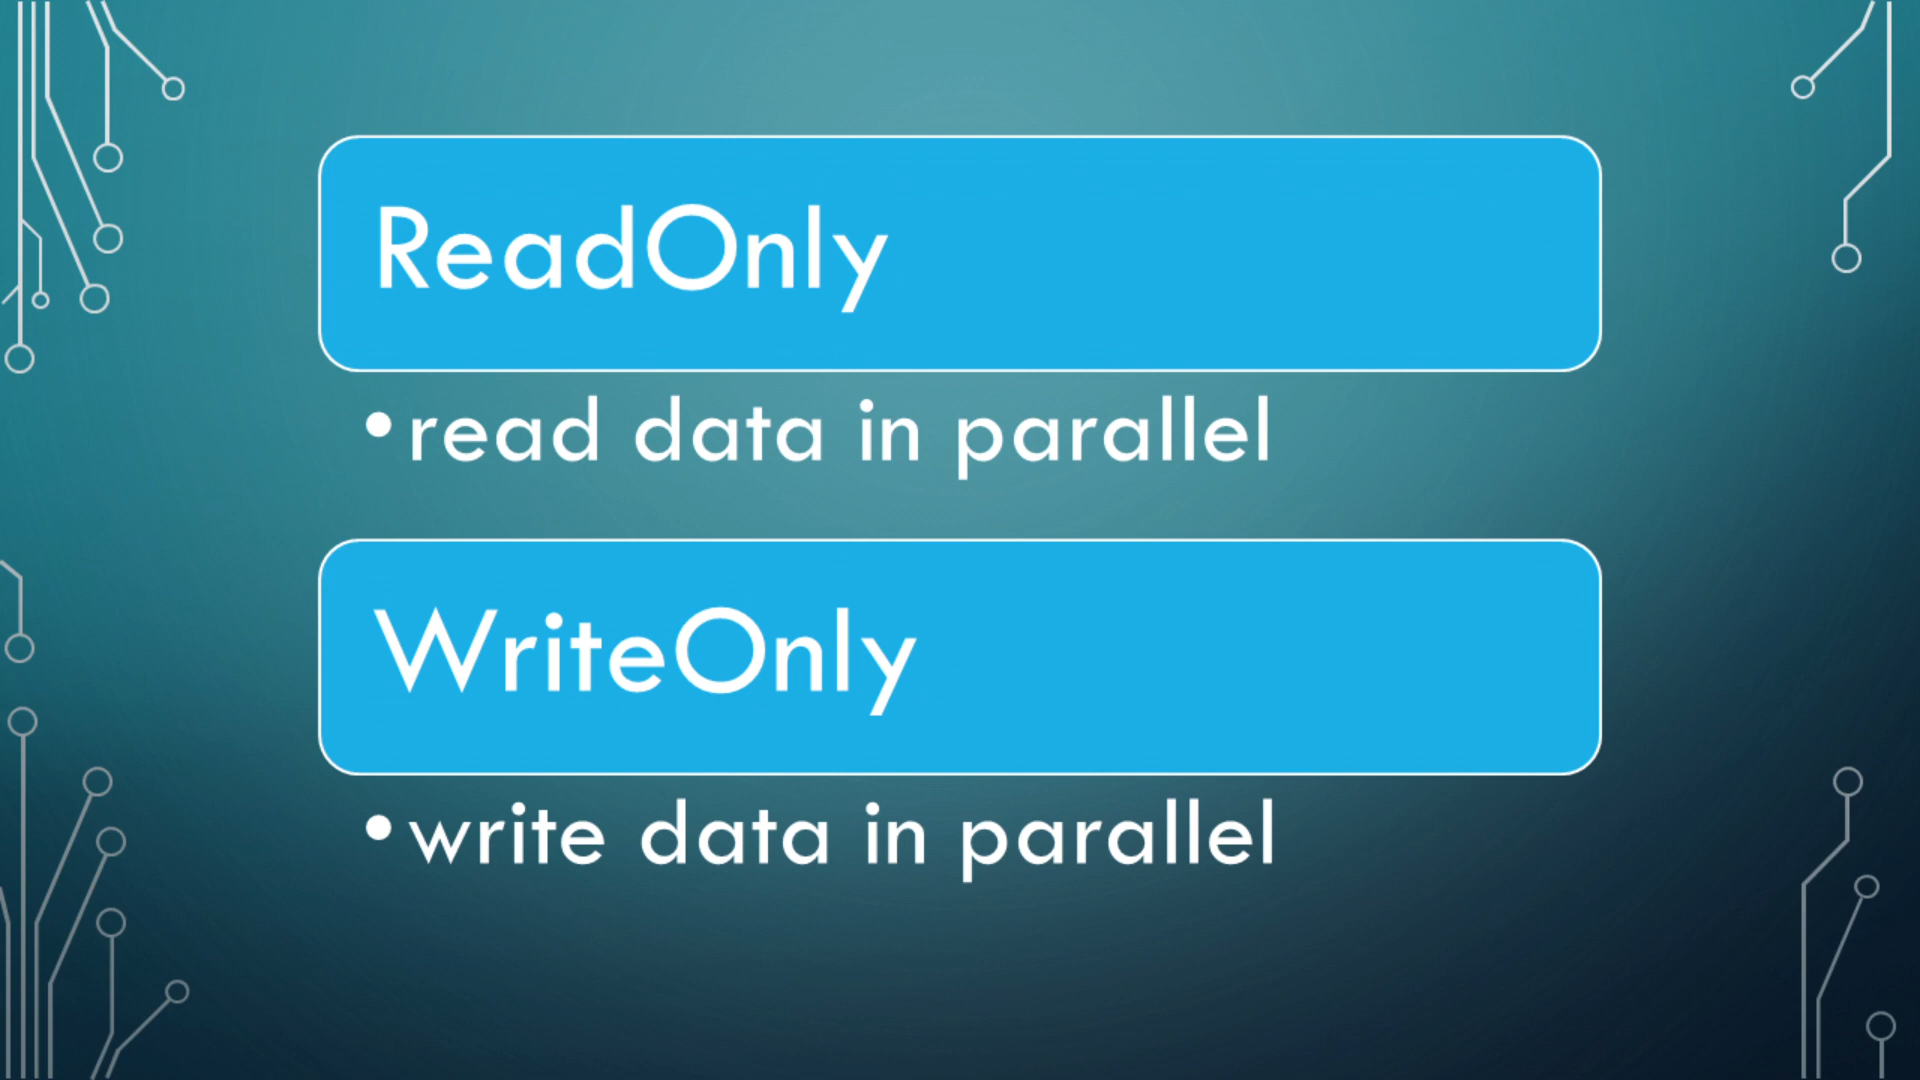 ReadOnly
•read data in parallel
WriteOnly
•write data in parallel